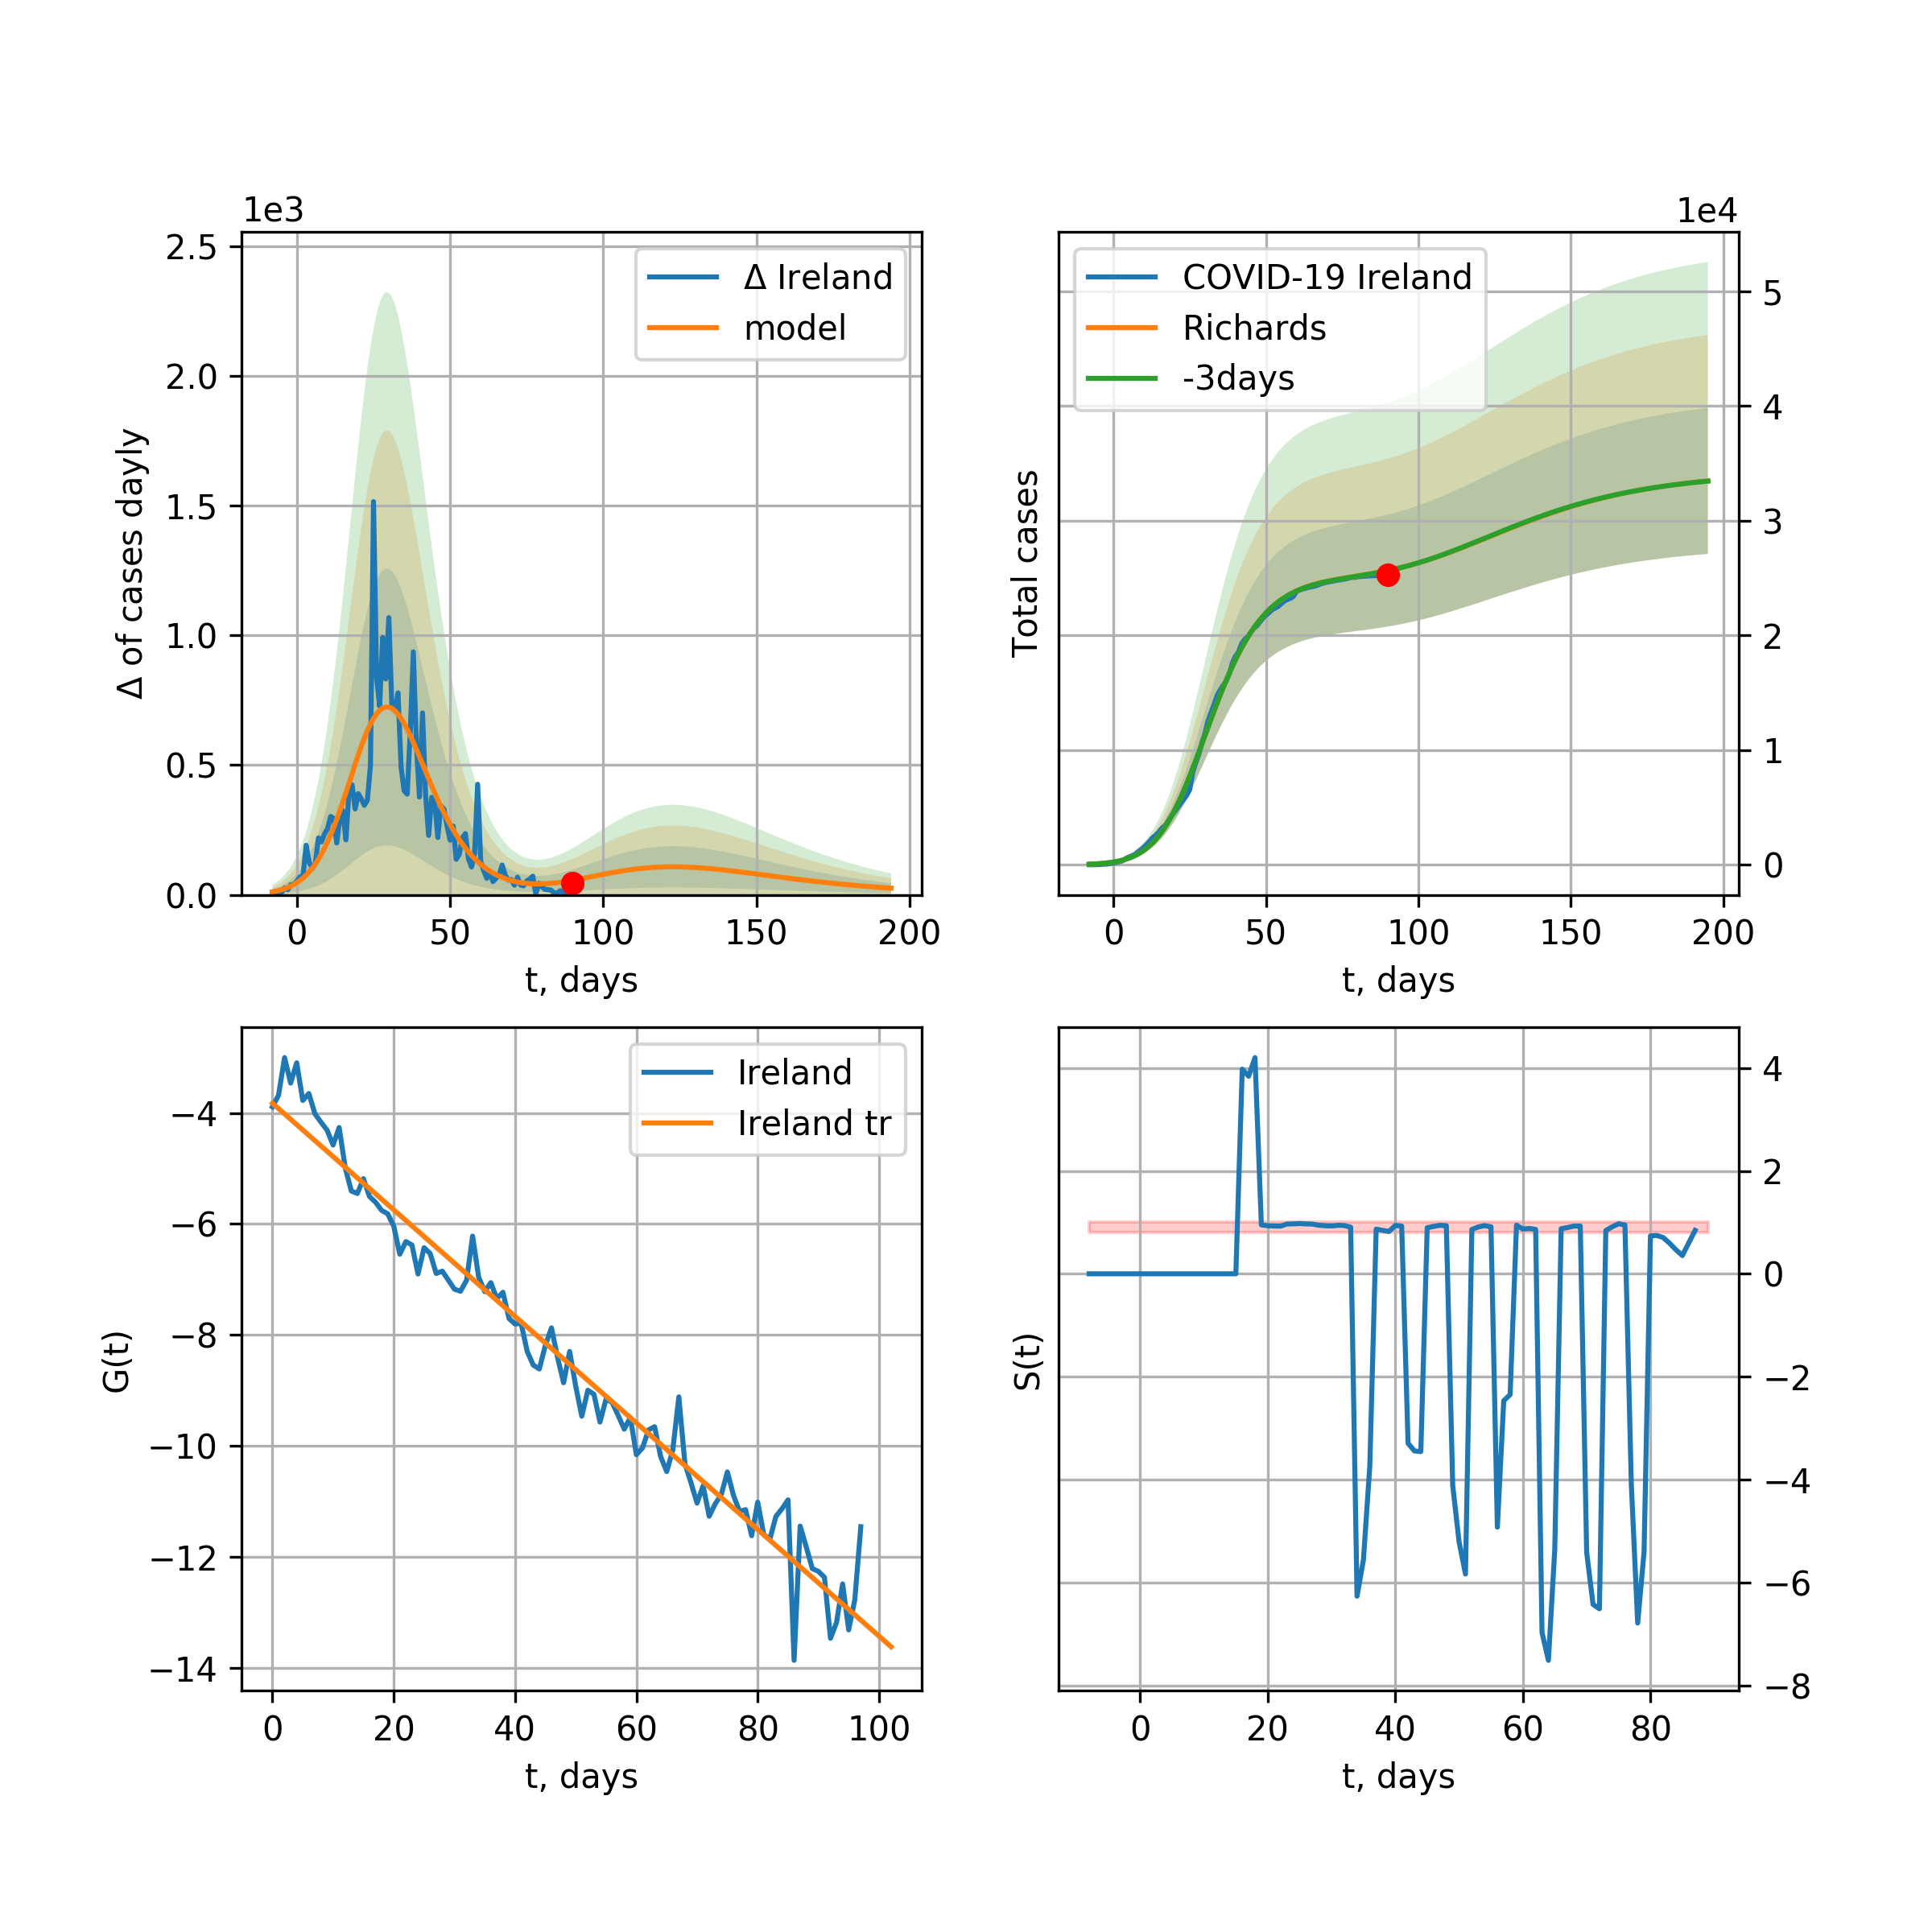 1e3
2.5
2.0
1.5
1.0
0.5
0.0
Δ of cases dayly
Δ Ireland
model
0 50 100 150 200
t, days
1e4
COVID-19 Ireland
Richards
-3days
Total cases
5
4
3
2
1
0
0 50 100 150 200
t, days
Ireland
Ireland tr
G(t)
−4
−6
−8
−10
−12
−14
0 20 40 60 80 100
t, days
S(t)
4
2
0
−2
−4
−6
−8
0 20 40 60 80
t, days